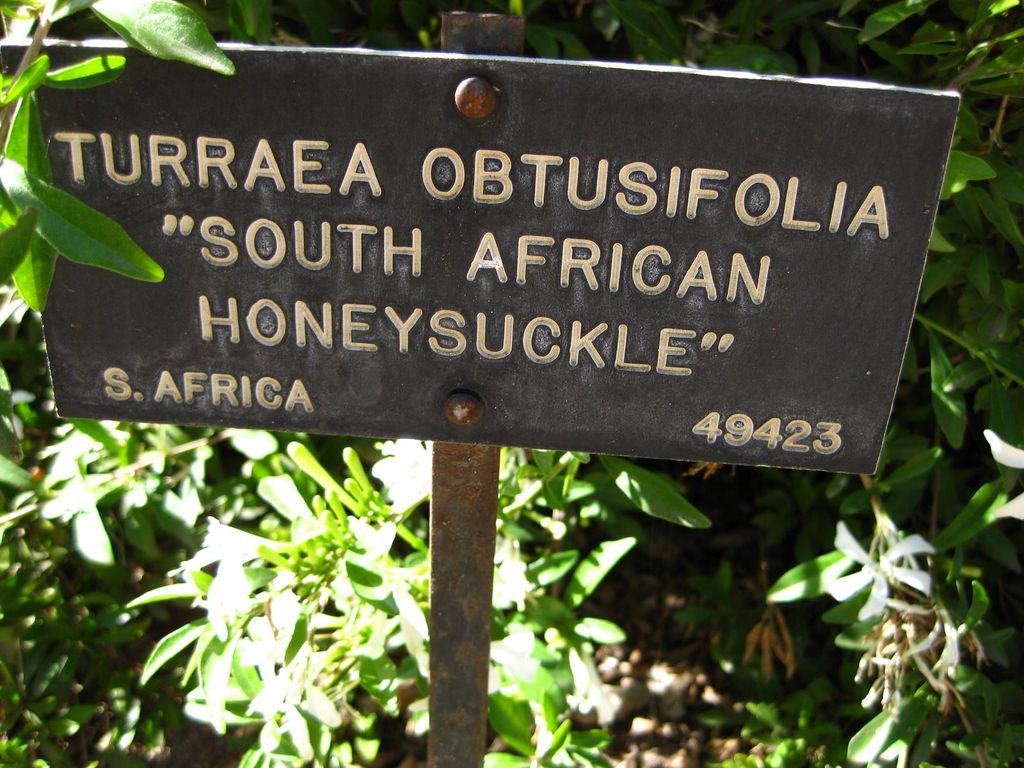 TURRAEA OBTUSIFOLIA
"SOUTH AFRICAN
HONEYSUCKLE"
S. AFRICA
49423